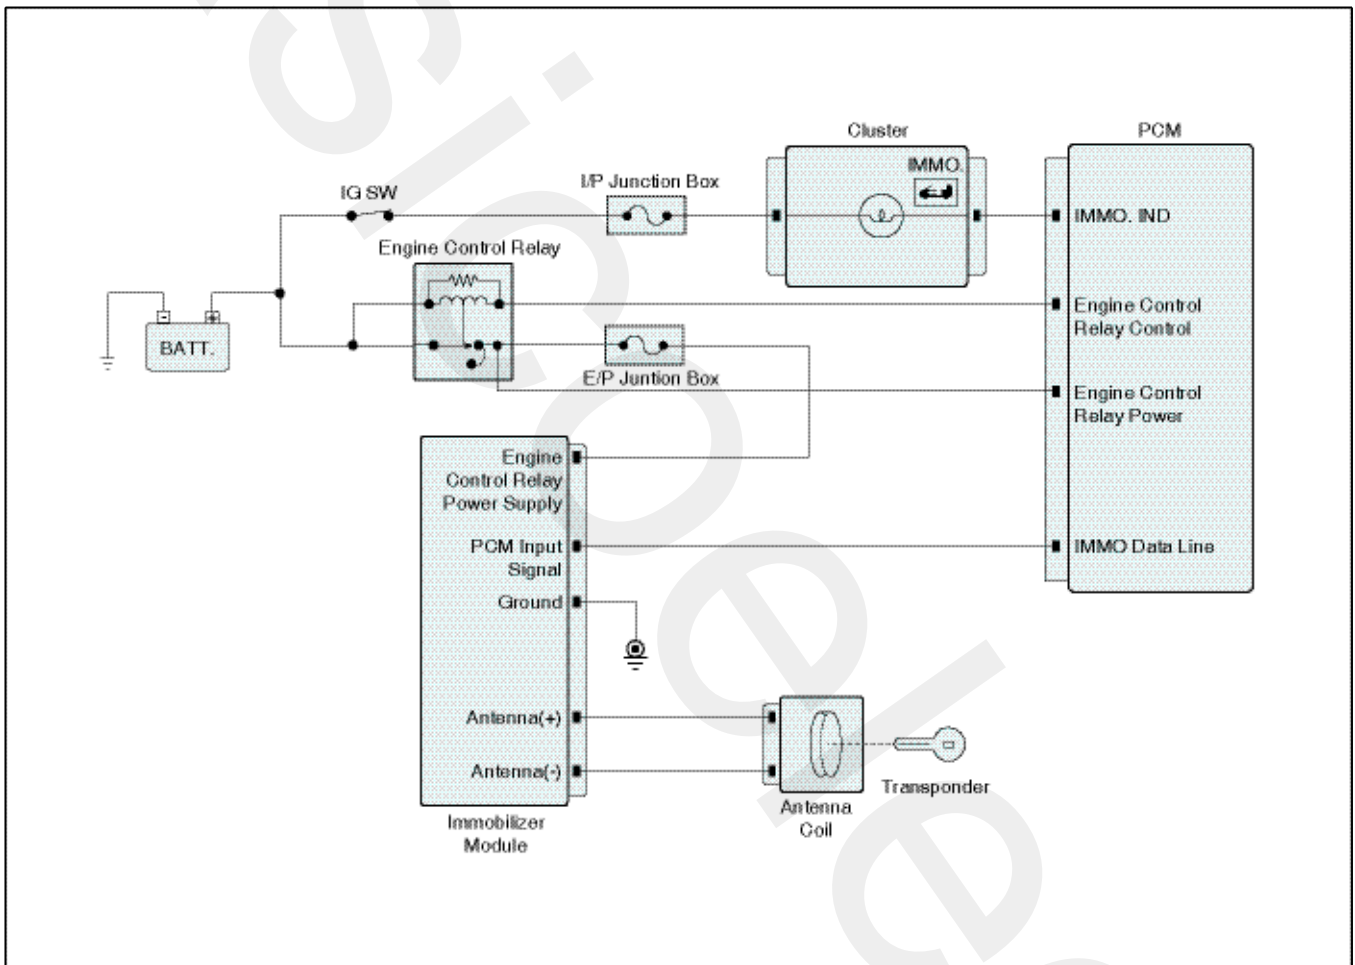 Cluster
PCM
IMMO.
I/P Junction Box
IG SW
IMMO. IND
Engine Control Relay
Engine Control
Relay Control
- +
BATT.
E/P Juntion Box
Engine Control
Relay Power
Engine
Control Relay
Power Supply
PCM Input
Signal
IMMO Data Line
Ground
Antenna(+)
Antenna(-)
Transponder
Antenna
Coil
Immobilizer
Module